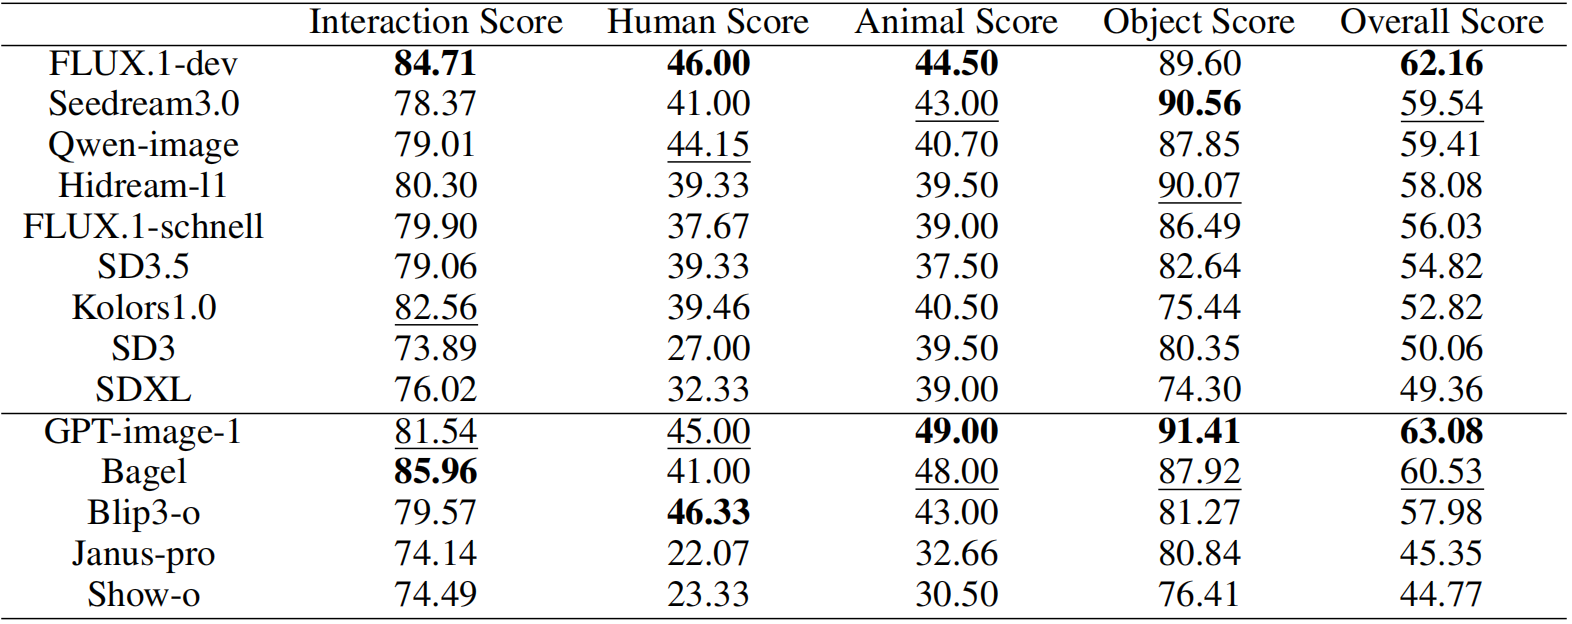 Interaction Score Human Score Animal Score Object Score Overall Score
FLUX.1-dev 84.71 46.00 44.50 89.60 62.16
Seedream3.0 78.37 41.00 43.00 90.56 59.54
Qwen-image 79.01 44.15 40.70 87.85 59.41
Hidream-l1 80.30 39.33 39.50 90.07 58.08
FLUX.1-schnell 79.90 37.67 39.00 86.49 56.03
SD3.5 79.06 39.33 37.50 82.64 54.82
Kolors1.0 82.56 39.46 40.50 75.44 52.82
SD3 73.89 27.00 39.50 80.35 50.06
SDXL 76.02 32.33 39.00 74.30 49.36
GPT-image-1 81.54 45.00 49.00 91.41 63.08
Bagel 85.96 41.00 48.00 87.92 60.53
Blip3-o 79.57 46.33 43.00 81.27 57.98
Janus-pro 74.14 22.07 32.66 80.84 45.35
Show-o 74.49 23.33 30.50 76.41 44.77